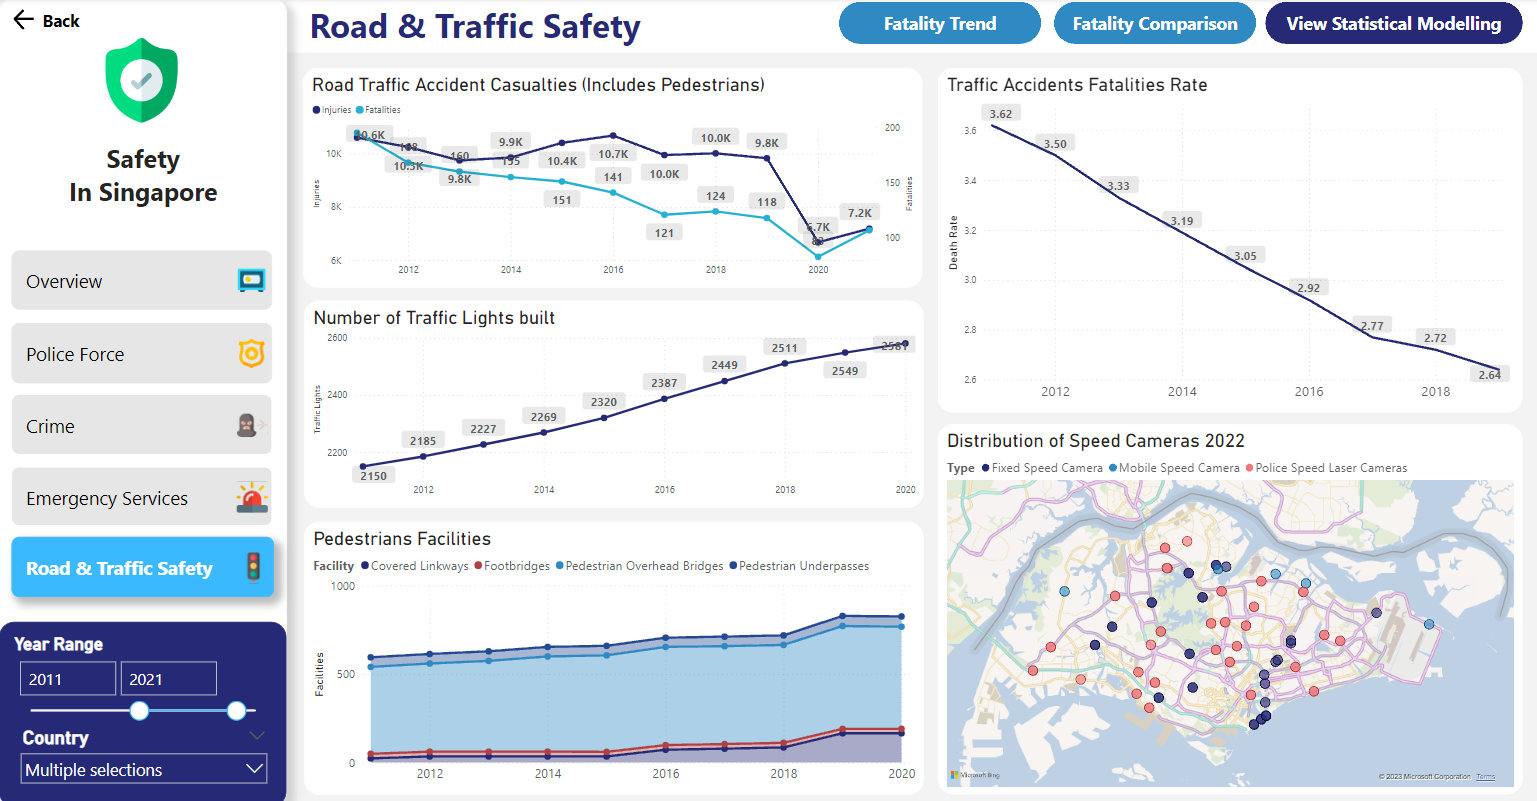 Back
Safety
In Singapore
Overview
Police Force
Crime
Emergency Services
Road & Traffic Safety
Year Range
2011 2021
Country
Multiple selections
Road & Traffic Safety
Fatality Trend Fatality Comparison View Statistical Modelling
Road Traffic Accident Casualties (Includes Pedestrians)
Injuries Fatalities
Injuries
10K
8K
6K
10.3K
160
9.8K
9.9K
10.4K
151
10.7K
141
10.0K
121
10.0K
124
9.8K
118
7.2K
200
150
100
Fatalities
2012 2014 2016 2018 2020
Number of Traffic Lights built
Traffic Lights
2600
2400
2200
2150 2185 2227 2269 2320 2387 2449 2511 2549 2581
2012 2014 2016 2018 2020
Pedestrians Facilities
Facility Covered Linkways Footbridges Pedestrian Overhead Bridges Pedestrian Underpasses
Facilities
1000
500
0
2012 2014 2016 2018 2020
Traffic Accidents Fatalities Rate
Death Rate
3.6
3.4
3.2
3.0
2.8
2.6
3.62 3.50 3.33 3.19 3.05 2.92 2.77 2.72 2.64
2012 2014 2016 2018
Distribution of Speed Cameras 2022
Type Fixed Speed Camera Mobile Speed Camera Police Speed Laser Cameras
Microsoft Bing
© 2023 Microsoft Corporation Terms